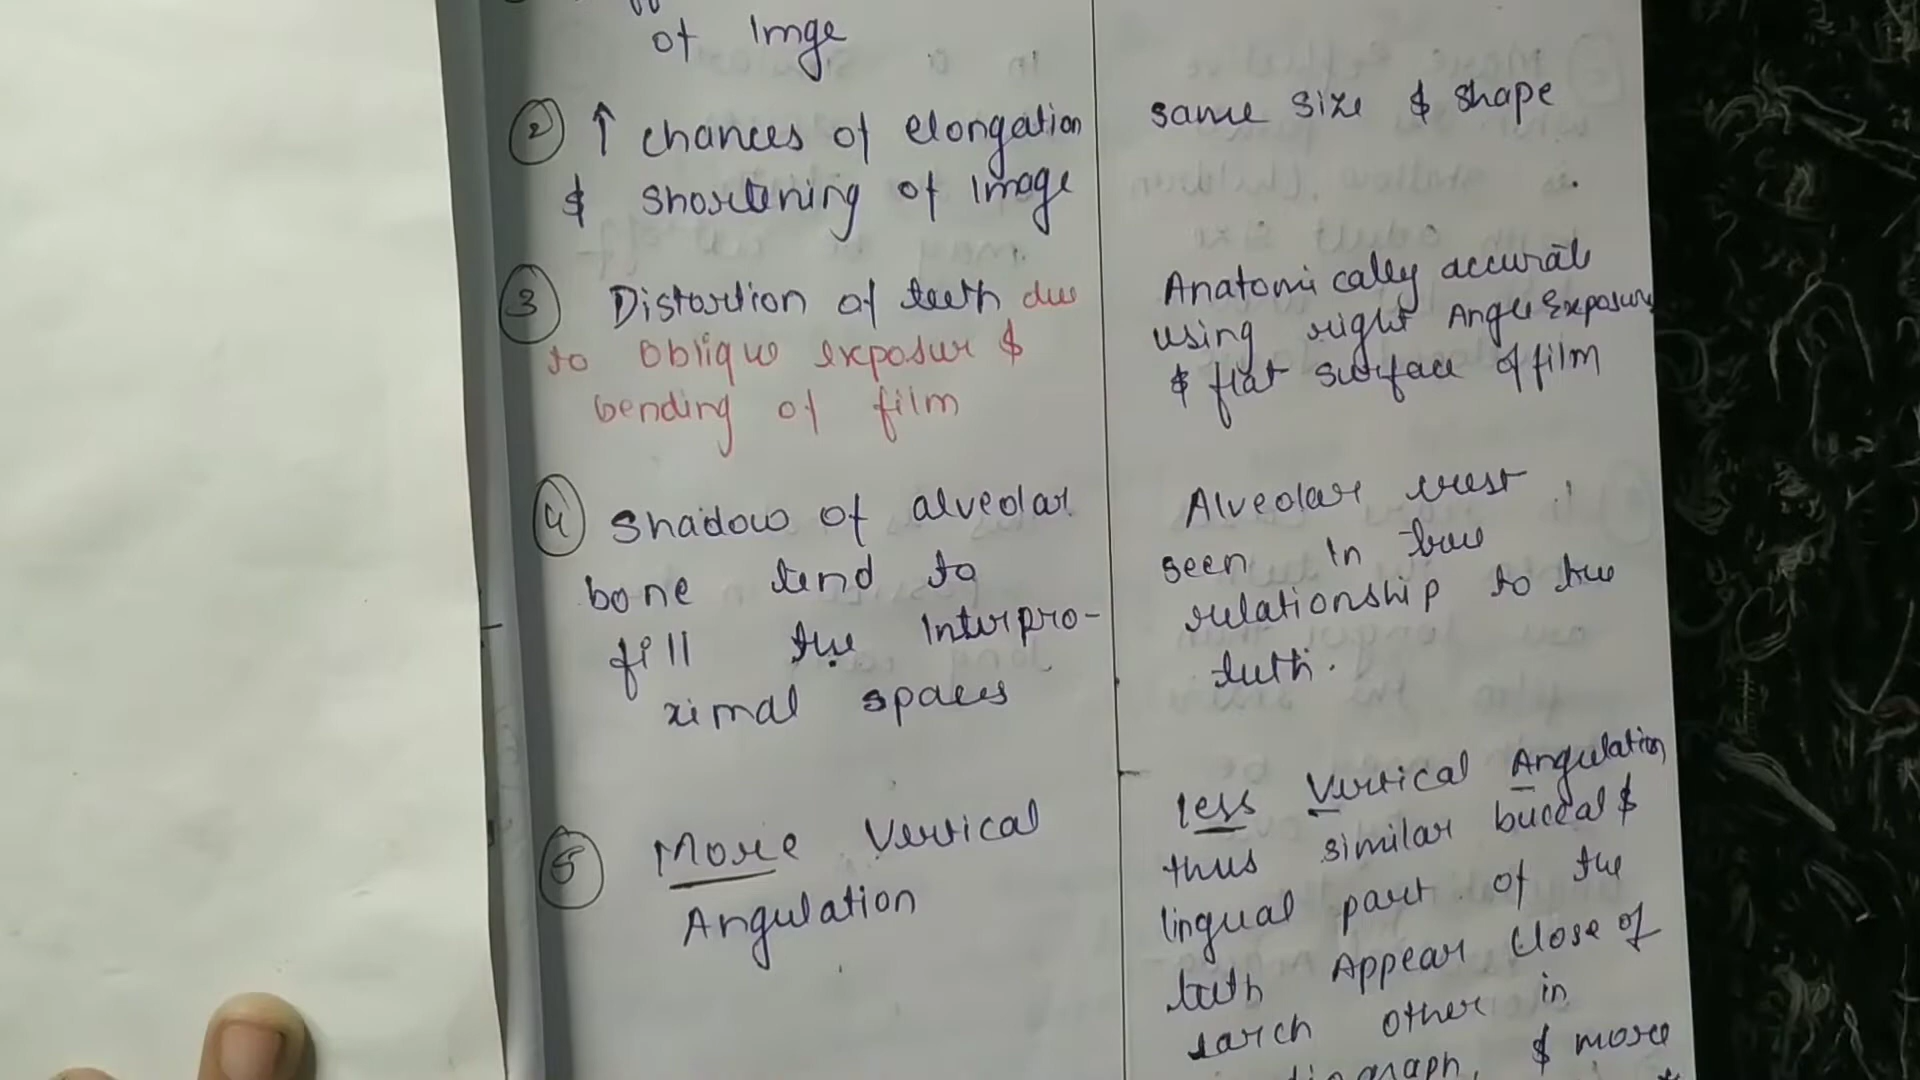 of Imge
② ↑ chances of elongation
& shortening of Image
③ Distortion of teeth due
to oblique exposur &
bending of film
④ Shadow of alveolar
bone tend to
fill the Interpro-
ximal spaces
⑤ More Vertical
Angulation
same size & shape
Anatomically accurate
using right Angle Exposure
& flat surface of film
Alveolar crest
seen in true
relationship to the
teeth.
less Vertical Angulation
thus similar buccal &
lingual part of the
teeth Appear close of
each other in
& more